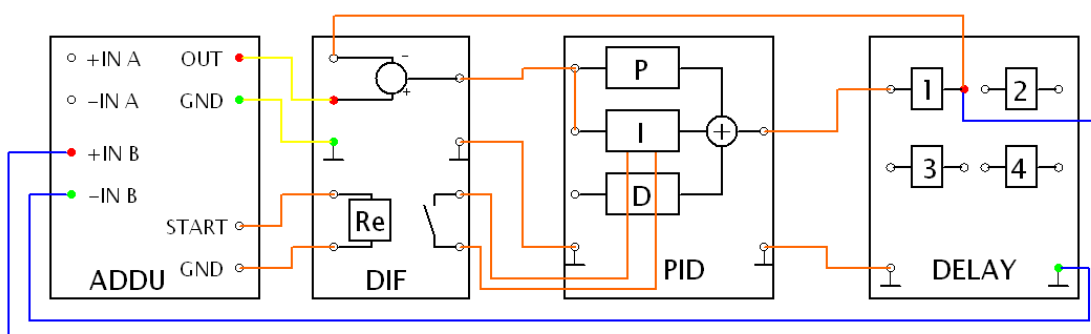 +IN A OUT
-IN A GND
+IN B
-IN B
START
GND
ADDU
-
+
Re
DIF
P
I
+
D
PID
1 2
3 4
DELAY